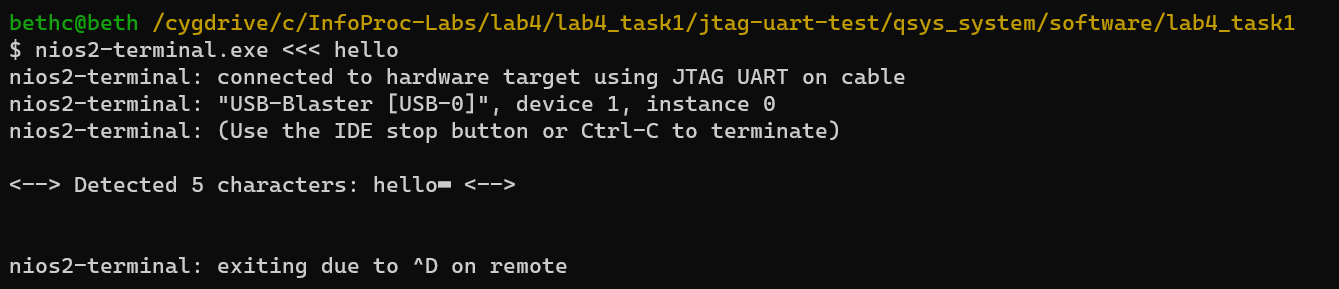 bethc@beth /cygdrive/c/InfoProc-Labs/lab4/lab4_task1/jtag-uart-test/qsys_system/software/lab4_task1
$ nios2-terminal.exe <<< hello
nios2-terminal: connected to hardware target using JTAG UART on cable
nios2-terminal: "USB-Blaster [USB-0]", device 1, instance 0
nios2-terminal: (Use the IDE stop button or Ctrl-C to terminate)
<--> Detected 5 characters: hello▬ <-->
nios2-terminal: exiting due to ^D on remote